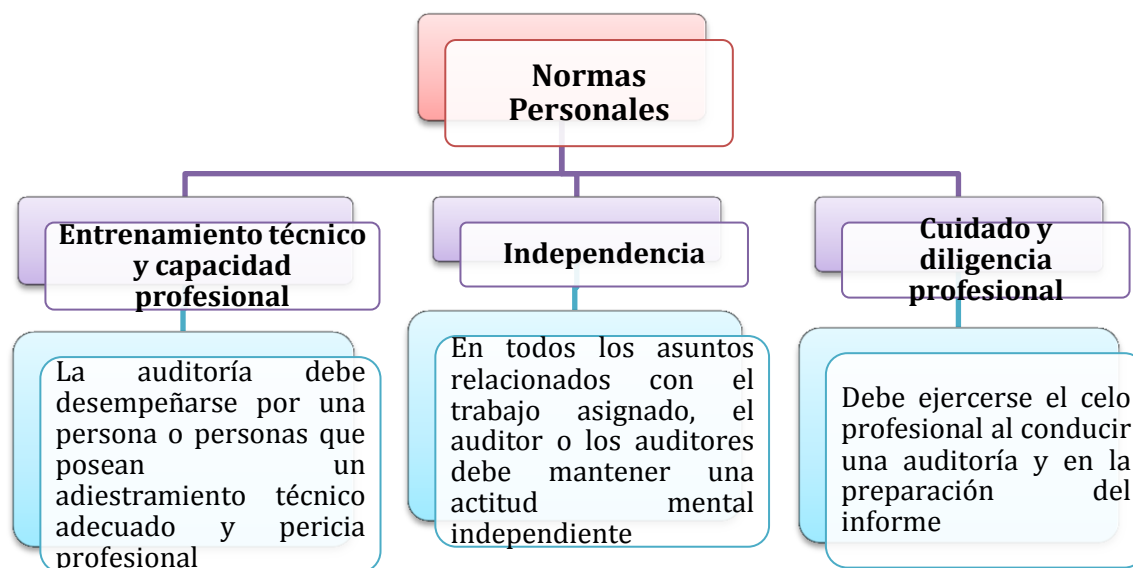 Normas
Personales
Entrenamiento técnico
y capacidad
profesional
La auditoría debe
desempeñarse por una
persona o personas que
posean un
adiestramiento técnico
adecuado y pericia
profesional
Independencia
En todos los asuntos
relacionados con el
trabajo asignado, el
auditor o los auditores
debe mantener una
actitud mental
independiente
Cuidado y
diligencia
profesional
Debe ejercerse el celo
profesional al conducir
una auditoría y en la
preparación del
informe